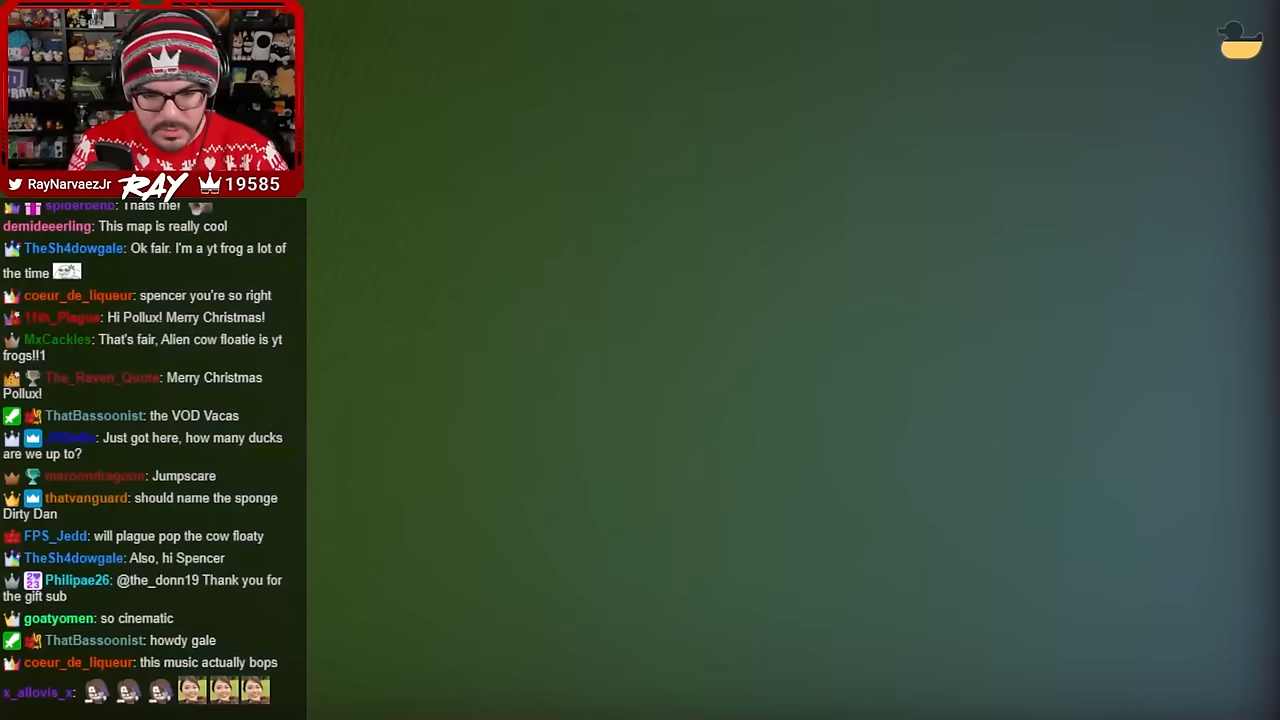 RayNarvaezJr RAY 19585
spiderbenb: Thats me!
demideeerling: This map is really cool
TheSh4dowgale: Ok fair. I'm a yt frog a lot of
the time
coeur_de_liqueur: spencer you're so right
11th_Plague: Hi Pollux! Merry Christmas!
MxCackles: That's fair, Alien cow floatie is yt
frogs!!1
The_Raven_Quote: Merry Christmas
Pollux!
ThatBassoonist: the VOD Vacas
: Just got here, how many ducks
are we up to?
maroondragoon: Jumpscare
thatvanguard: should name the sponge
Dirty Dan
FPS_Jedd: will plague pop the cow floaty
TheSh4dowgale: Also, hi Spencer
Philipae26: @the_donn19 Thank you for
the gift sub
goatyomen: so cinematic
ThatBassoonist: howdy gale
coeur_de_liqueur: this music actually bops
x_allovis_x: